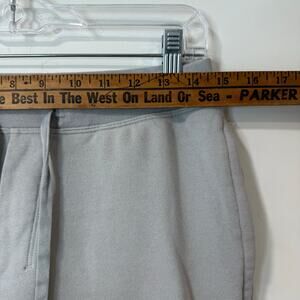 8 9 10 11 12 13 14 15 16 17
e Best In The West On Land Or Sea - PARKER